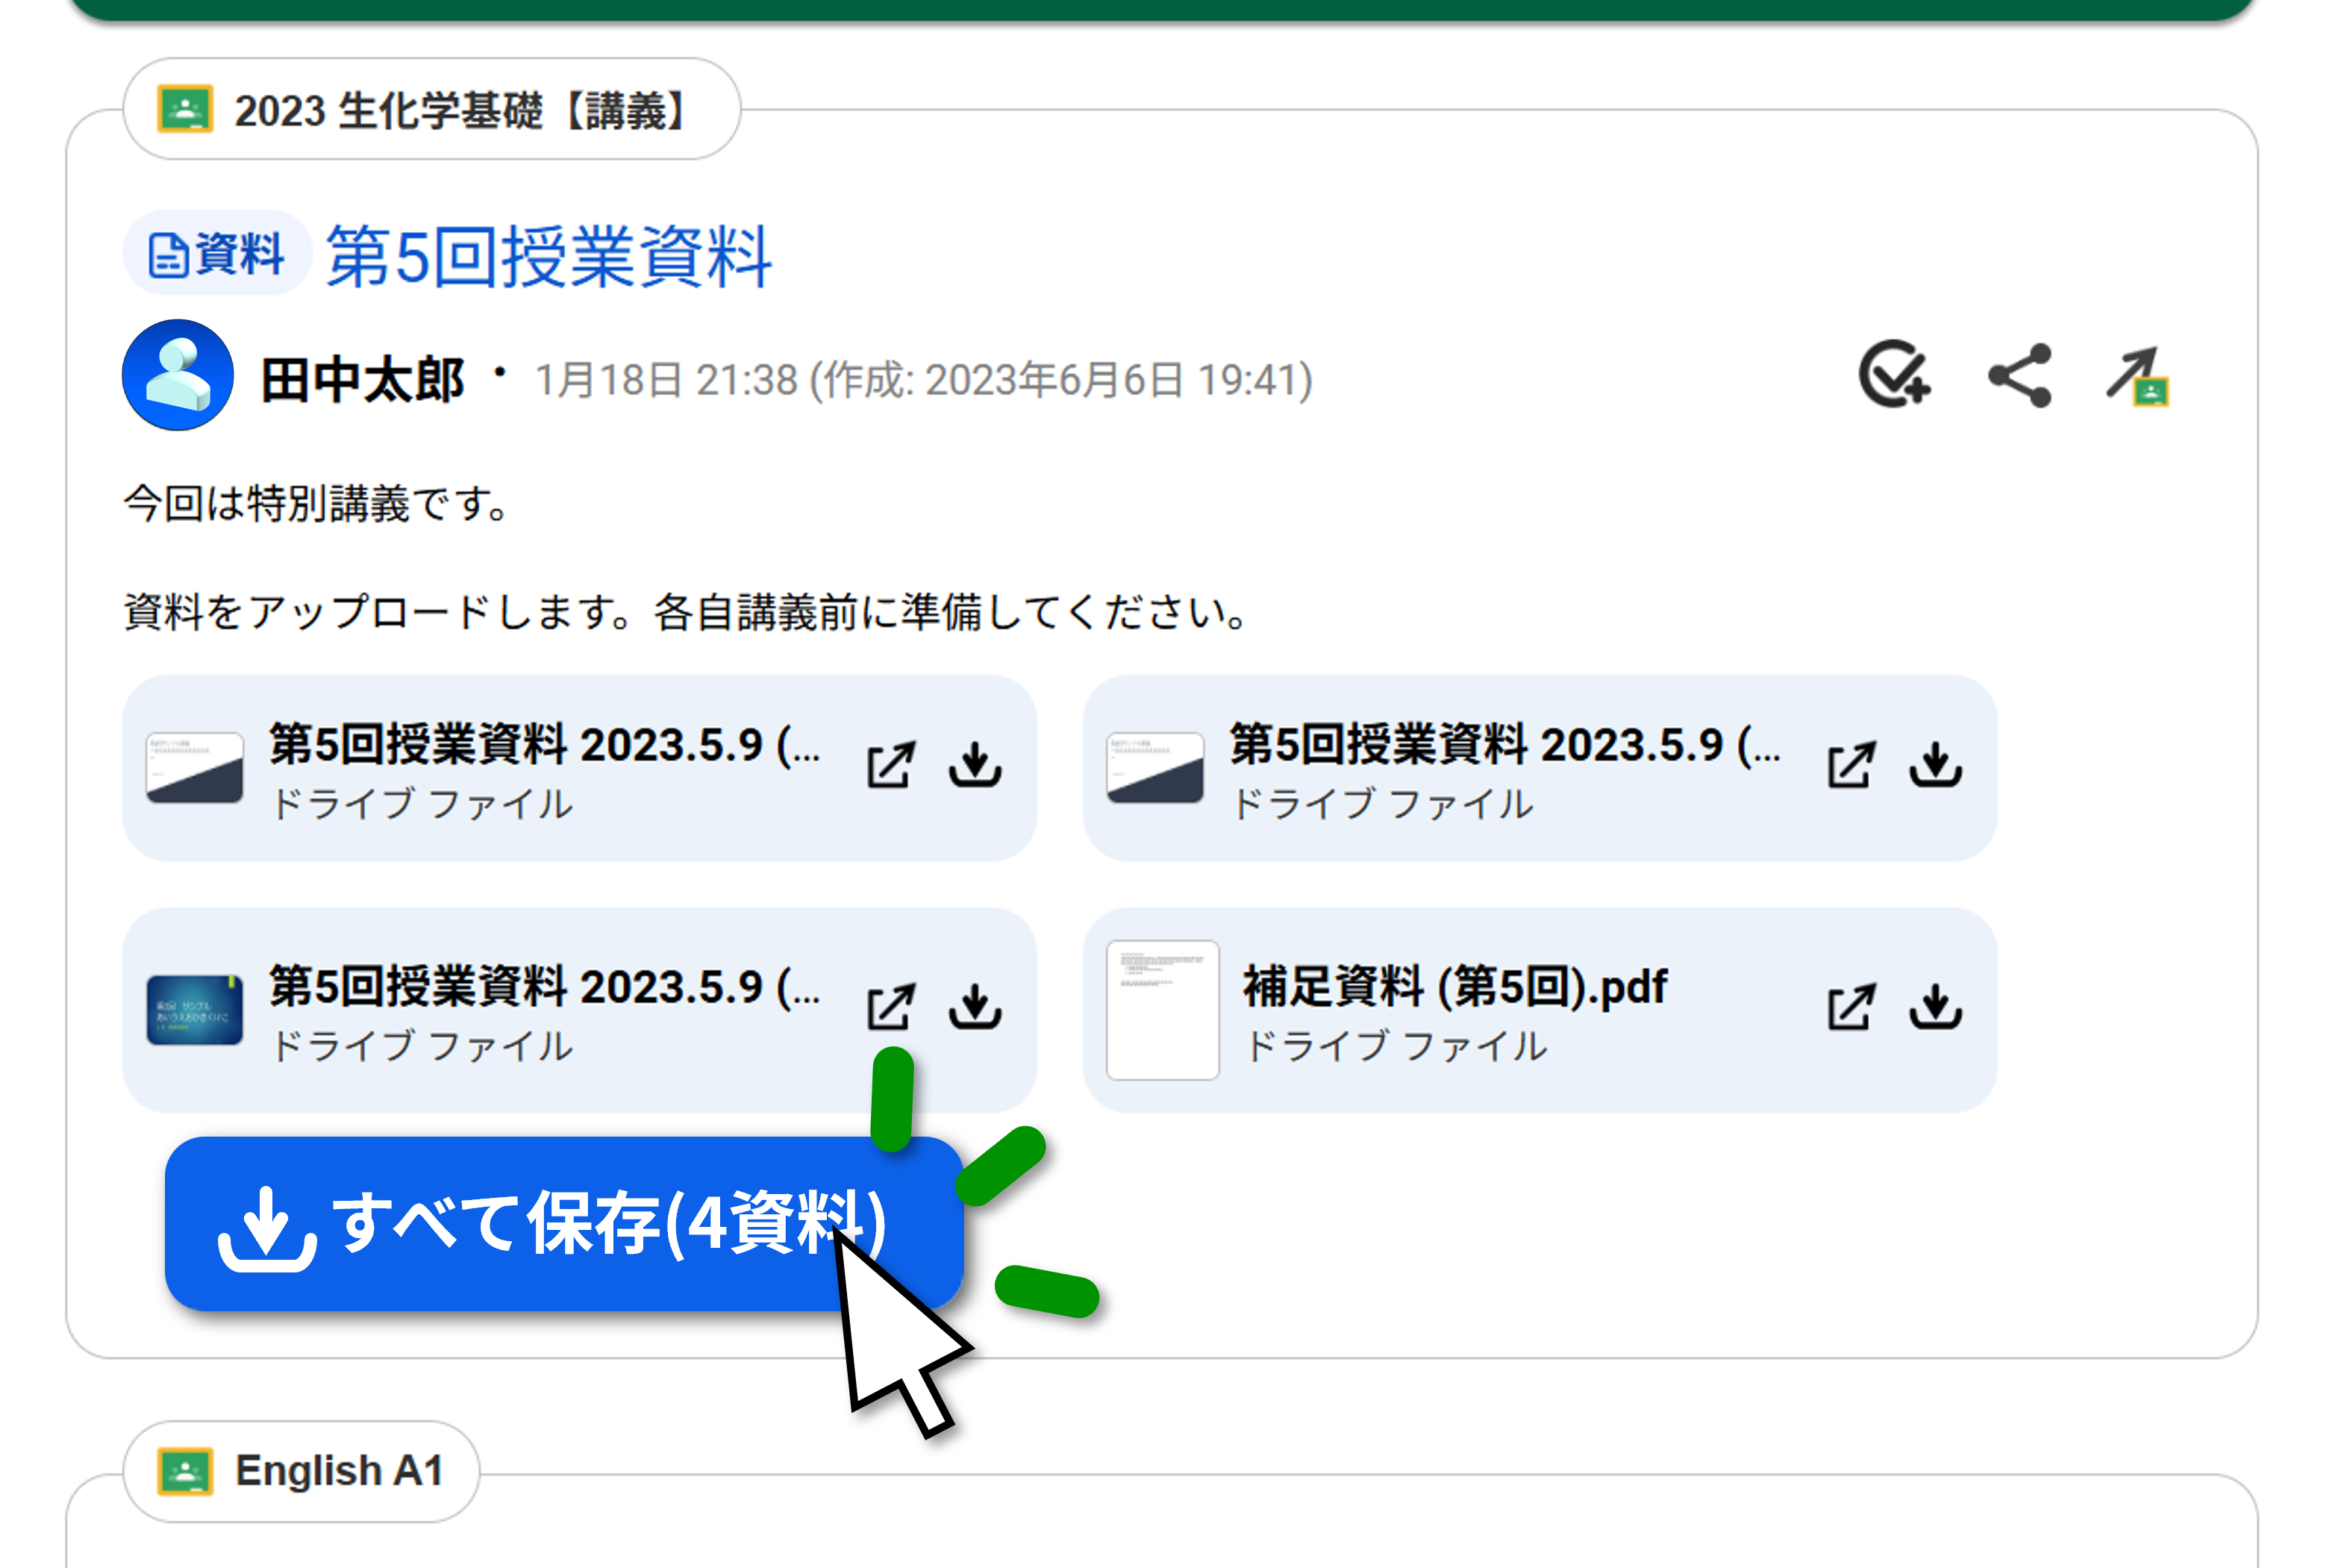 2023 生化学基礎【講義】
資料 第5回授業資料
田中太郎・1月18日 21:38 (作成: 2023年6月6日 19:41)
今回は特別講義です。
資料をアップロードします。各自講義前に準備してください。
第5回授業資料 2023.5.9 (...
ドライブ ファイル
第5回授業資料 2023.5.9 (...
ドライブ ファイル
第5回授業資料 2023.5.9 (...
ドライブ ファイル
補足資料 (第5回).pdf
ドライブ ファイル
すべて保存(4資料)
English A1